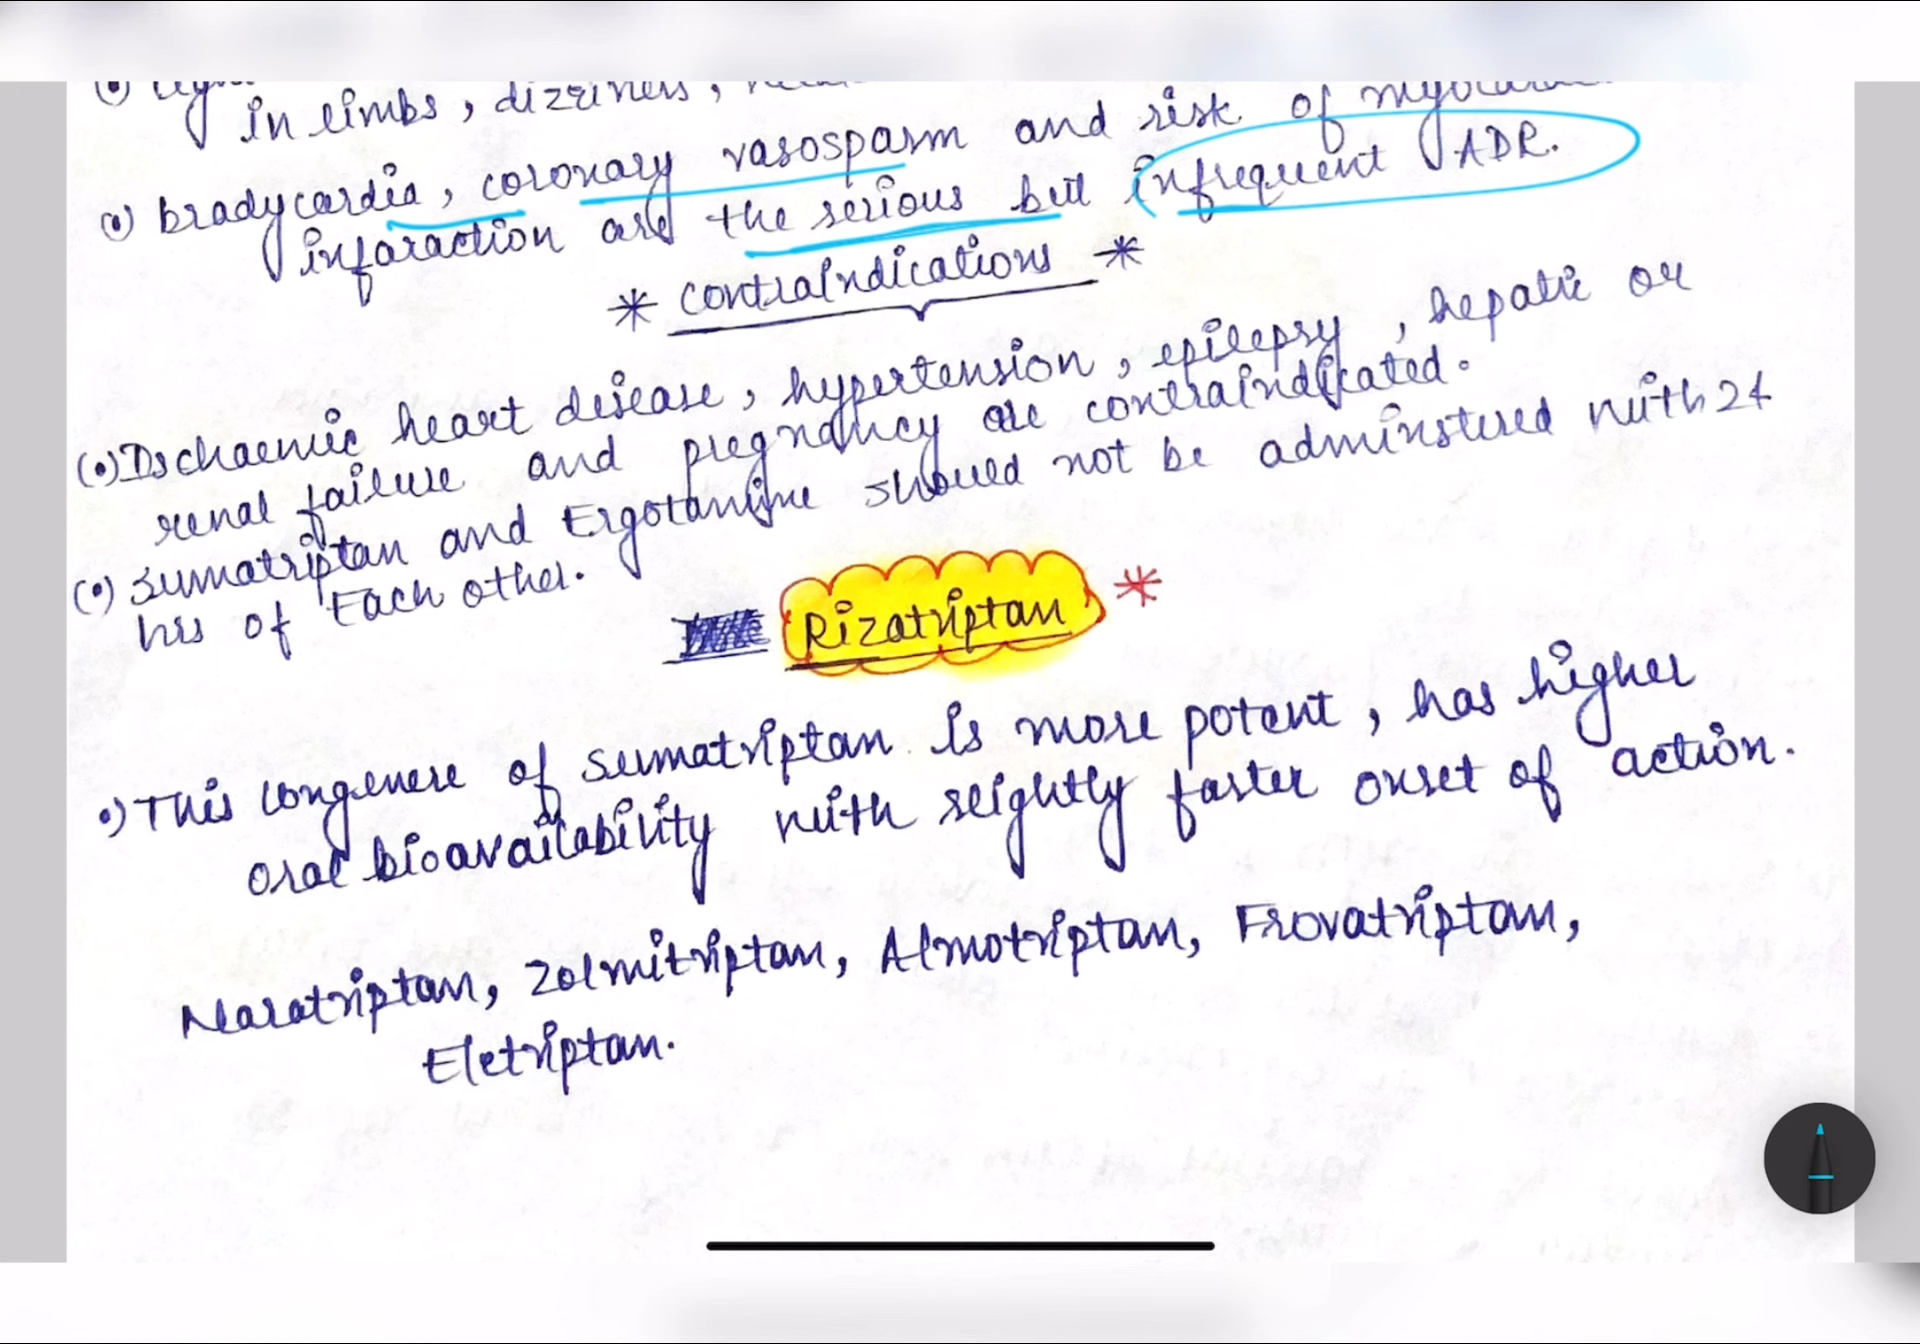 in limbs, dizziness,
(•) bradycardia, coronary vasospasm and risk of
infaraction are the serious but infrequent ADR.
* contraindications *
(•) Ischaemic heart disease, hypertension, epilepsy, hepatic or
renal failure and pregnancy are contraindicated.
(•) Sumatriptan and Ergotamine should not be adminstered with 24
hrs of Each other.
Rizatriptan *
•) This congenere of sumatriptan is more potent, has higher
oral bioavailability with slightly faster onset of action.
Naratriptan, Zolmitriptan, Almotriptan, Frovatriptan,
Eletriptan.